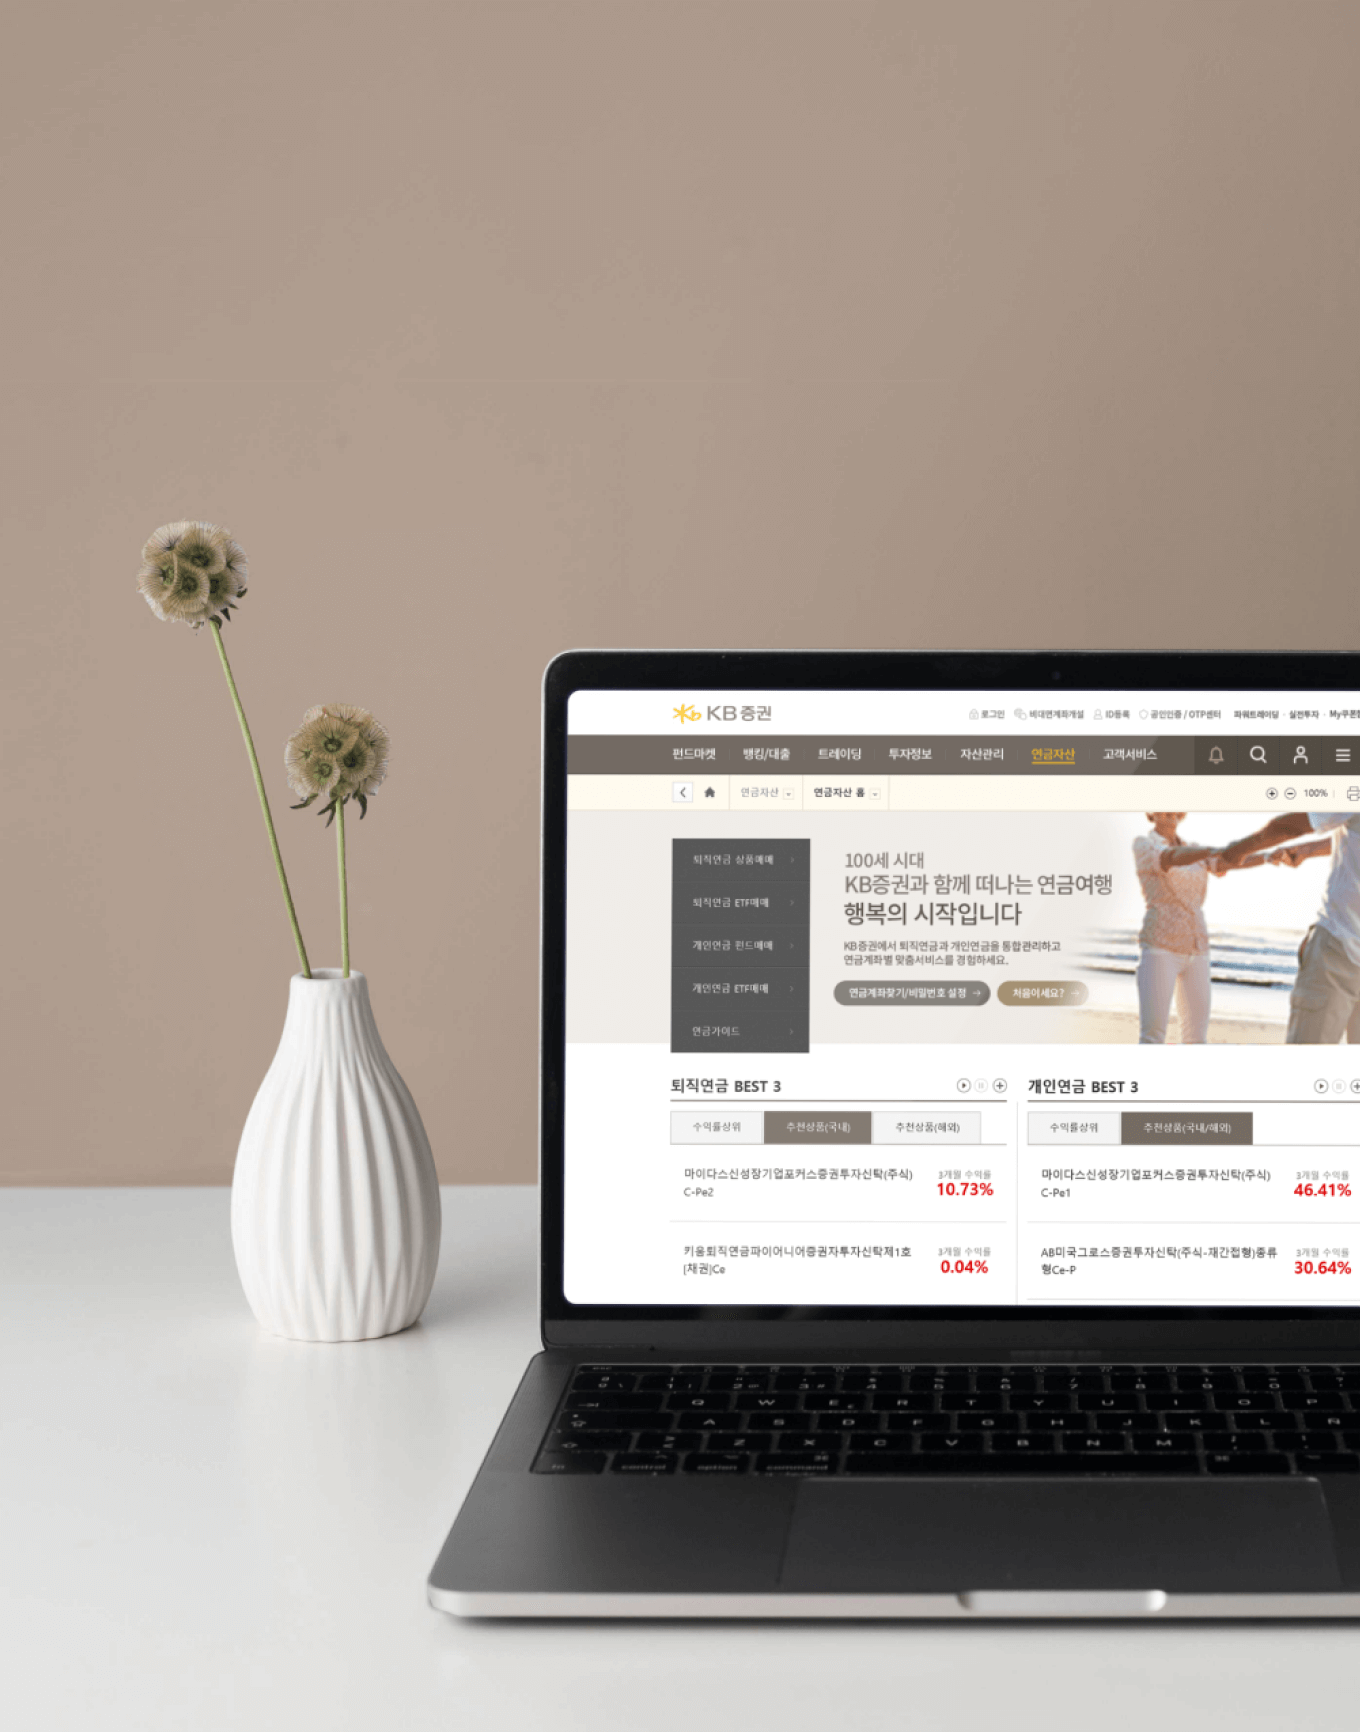 KB증권
로그인 비대면계좌개설 ID등록 공인인증 / OTP센터 파워트레이딩 · 실전투자 · My쿠폰함
펀드마켓 뱅킹/대출 트레이딩 투자정보 자산관리 연금자산 고객서비스
연금자산 연금자산 홈 100%
퇴직연금 상품매매
퇴직연금 ETF매매
개인연금 펀드매매
개인연금 ETF매매
연금가이드
100세 시대
KB증권과 함께 떠나는 연금여행
행복의 시작입니다
KB증권에서 퇴직연금과 개인연금을 통합관리하고
연금계좌별 맞춤서비스를 경험하세요.
연금계좌찾기/비밀번호 설정 → 처음이세요? →
퇴직연금 BEST 3
수익률상위 추천상품(국내) 추천상품(해외)
마이다스신성장기업포커스증권투자신탁(주식)
C-Pe2
3개월 수익률
10.73%
키움퇴직연금파이어니어증권자투자신탁제1호
[채권]Ce
3개월 수익률
0.04%
개인연금 BEST 3
수익률상위 추천상품(국내/해외)
마이다스신성장기업포커스증권투자신탁(주식)
C-Pe1
3개월 수익률
46.41%
AB미국그로스증권투자신탁(주식-재간접형)종류
형Ce-P
3개월 수익률
30.64%
1 2 3 4 5 6 7 8 9 0
Q W E R T Y U I O P
A S D F G H J K L Ñ
Z X C V B N M
fn control option command